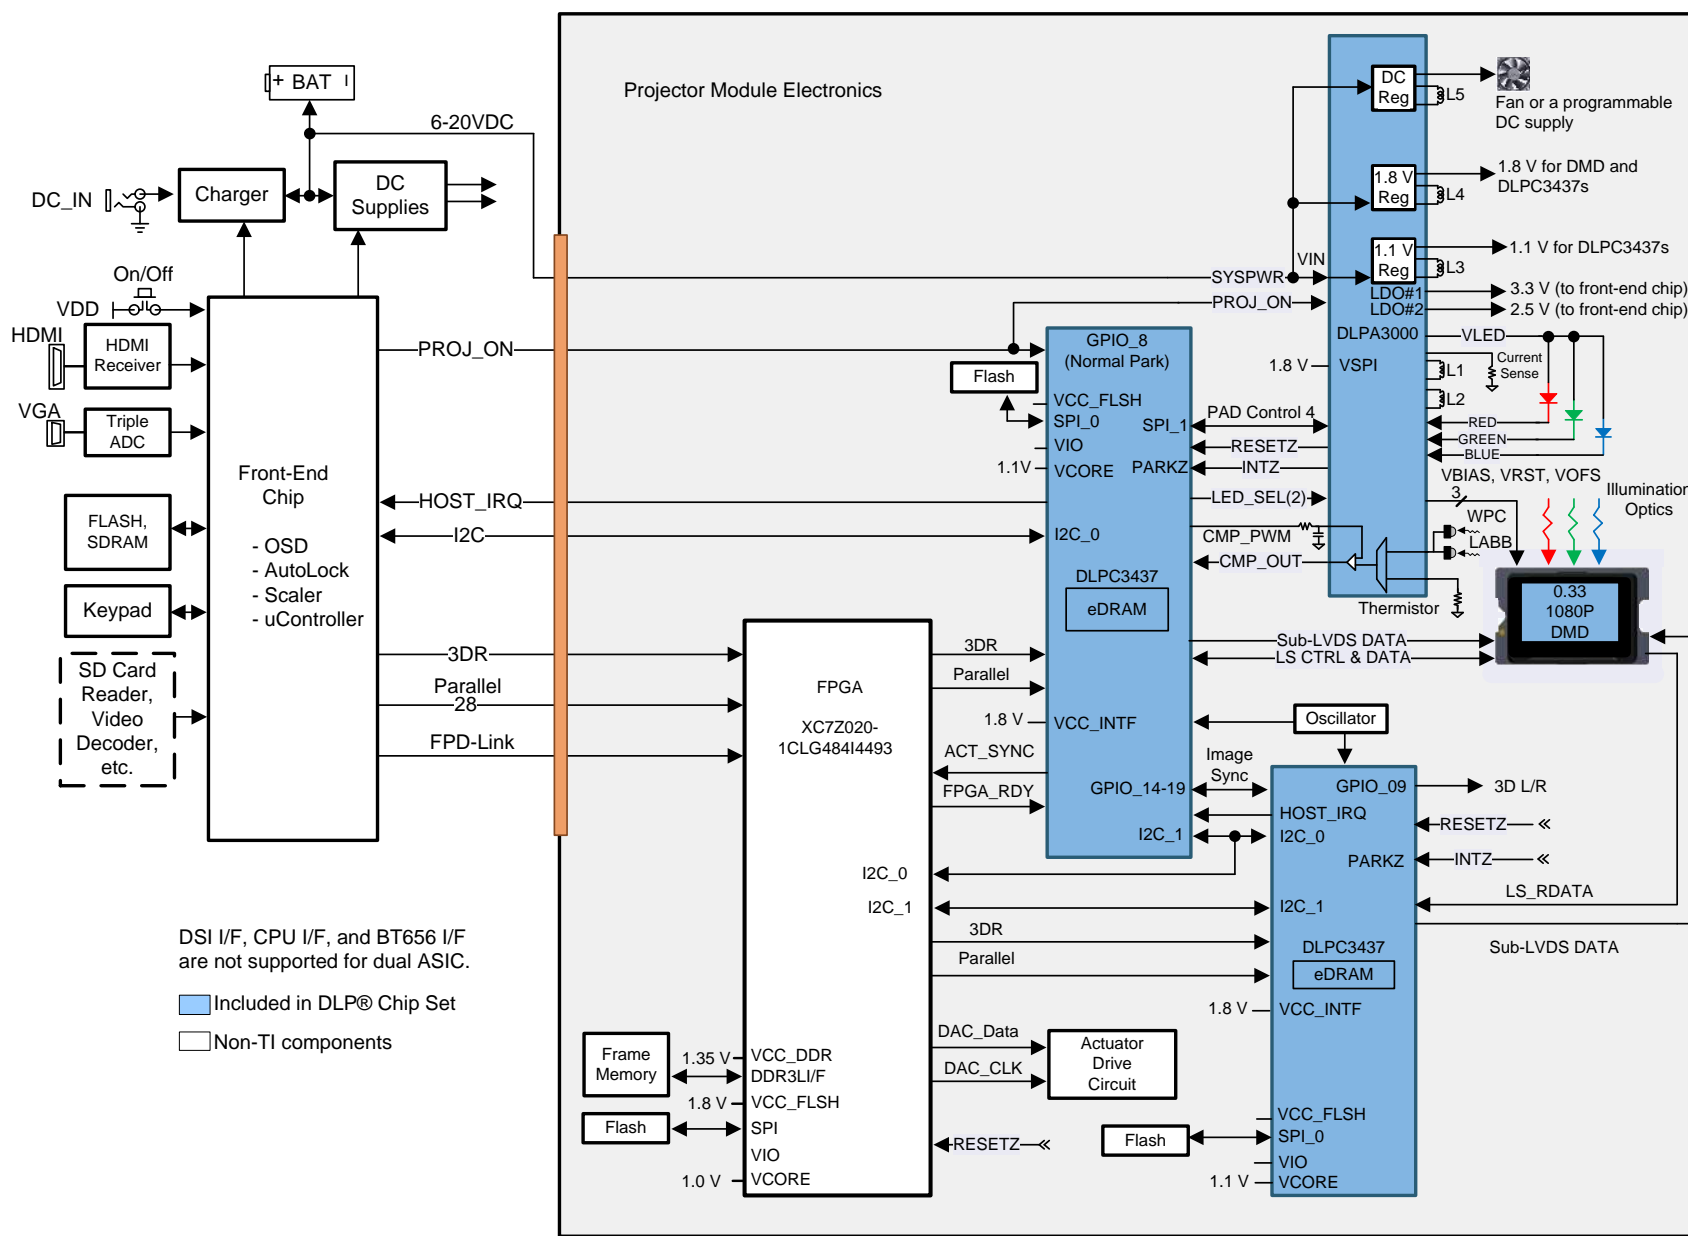 Projector Module Electronics
+ BAT
6-20VDC
DC_IN
Charger
DC
Supplies
On/Off
VDD
HDMI
HDMI
Receiver
VGA
Triple
ADC
FLASH,
SDRAM
Keypad
SD Card
Reader,
Video
Decoder,
etc.
Front-End
Chip
- OSD
- AutoLock
- Scaler
- uController
PROJ_ON
HOST_IRQ
I2C
3DR
Parallel
28
FPD-Link
DSI I/F, CPU I/F, and BT656 I/F
are not supported for dual ASIC.
Included in DLP® Chip Set
Non-TI components
FPGA
XC7Z020-
1CLG484I4493
I2C_0
I2C_1
Frame
Memory
Flash
1.35 V
VCC_DDR
DDR3LI/F
1.8 V
VCC_FLSH
SPI
VIO
1.0 V
VCORE
3DR
Parallel
ACT_SYNC
FPGA_RDY
3DR
Parallel
DAC_Data
DAC_CLK
RESETZ
Actuator
Drive
Circuit
Flash
GPIO_8
(Normal Park)
VCC_FLSH
SPI_0
VIO
1.1V
VCORE
SPI_1
PARKZ
I2C_0
DLPC3437
eDRAM
1.8 V
VCC_INTF
GPIO_14-19
I2C_1
SYSPWR
VIN
PROJ_ON
PAD Control 4
RESETZ
INTZ
LED_SEL(2)
CMP_PWM
CMP_OUT
Sub-LVDS DATA
LS CTRL & DATA
DC
Reg
L5
Fan or a programmable
DC supply
1.8 V
Reg
L4
1.8 V for DMD and
DLPC3437s
1.1 V
Reg
L3
1.1 V for DLPC3437s
LDO#1
3.3 V (to front-end chip)
LDO#2
2.5 V (to front-end chip)
DLPA3000
VLED
1.8 V
VSPI
Current
Sense
L1
L2
RED
GREEN
BLUE
VBIAS, VRST, VOFS
3
Illumination
Optics
WPC
LABB
Thermistor
0.33
1080P
DMD
Oscillator
Image
Sync
GPIO_09
3D L/R
HOST_IRQ
I2C_0
RESETZ
PARKZ
INTZ
LS_RDATA
I2C_1
DLPC3437
eDRAM
Sub-LVDS DATA
1.8 V
VCC_INTF
VCC_FLSH
Flash
SPI_0
VIO
1.1 V
VCORE